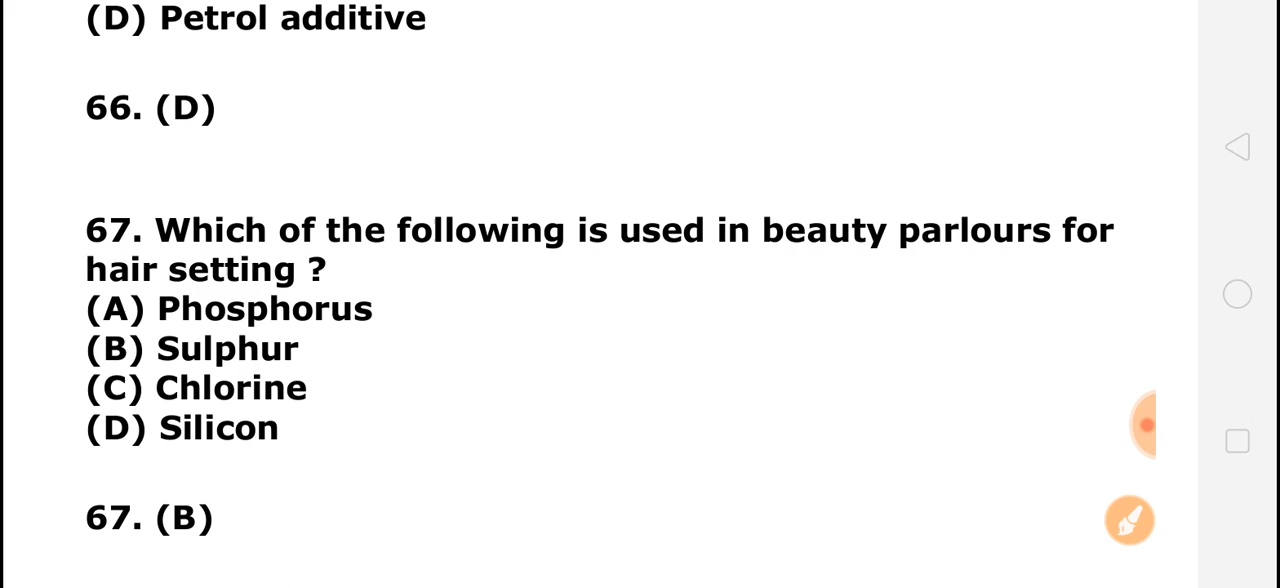 (D) Petrol additive
66. (D)
67. Which of the following is used in beauty parlours for
hair setting ?
(A) Phosphorus
(B) Sulphur
(C) Chlorine
(D) Silicon
67. (B)